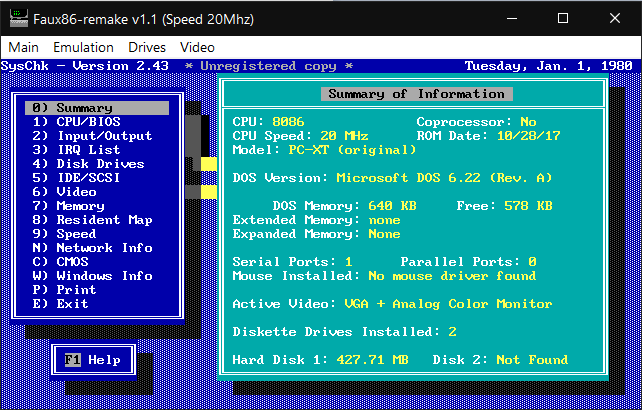 Faux86-remake v1.1 (Speed 20Mhz)
Main Emulation Drives Video
SysChk - Version 2.43 * Unregistered copy * Tuesday, Jan. 1, 1980
0) Summary
1) CPU/BIOS
2) Input/Output
3) IRQ List
4) Disk Drives
5) IDE/SCSI
6) Video
7) Memory
8) Resident Map
9) Speed
N) Network Info
C) CMOS
W) Windows Info
P) Print
E) Exit
F1 Help
Summary of Information
CPU: 8086 Coprocessor: No
CPU Speed: 20 MHz ROM Date: 10/28/17
Model: PC-XT (original)
DOS Version: Microsoft DOS 6.22 (Rev. A)
DOS Memory: 640 KB Free: 578 KB
Extended Memory: none
Expanded Memory: None
Serial Ports: 1 Parallel Ports: 0
Mouse Installed: No mouse driver found
Active Video: VGA + Analog Color Monitor
Diskette Drives Installed: 2
Hard Disk 1: 427.71 MB Disk 2: Not Found